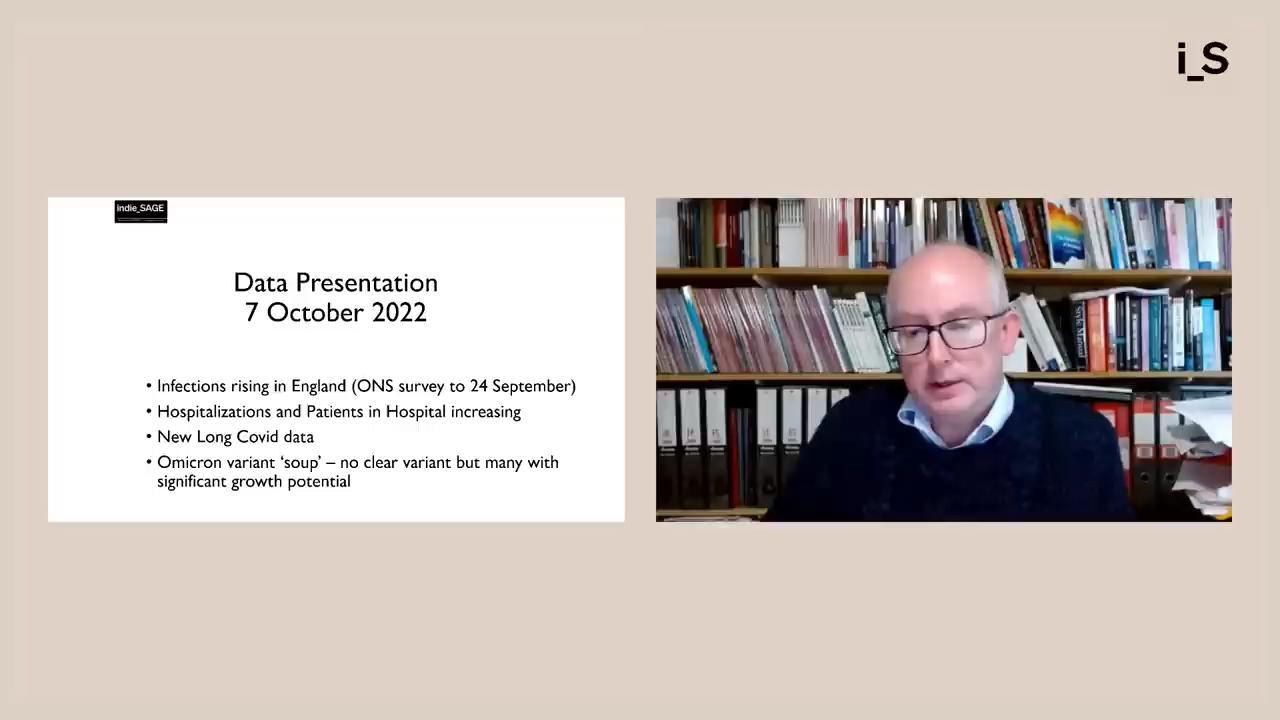 i_S
indie_SAGE
Data Presentation
7 October 2022
• Infections rising in England (ONS survey to 24 September)
• Hospitalizations and Patients in Hospital increasing
• New Long Covid data
• Omicron variant ‘soup’ – no clear variant but many with
significant growth potential
Style Manual